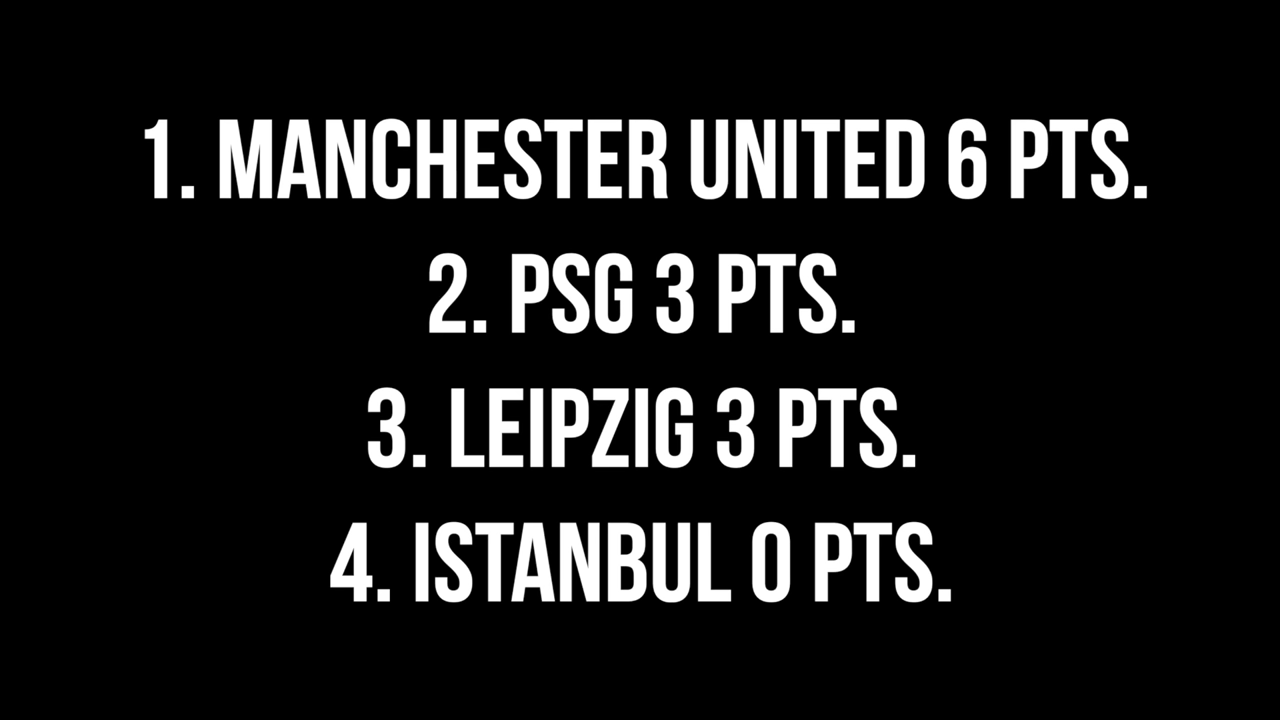 1. MANCHESTER UNITED 6 PTS.
2. PSG 3 PTS.
3. LEIPZIG 3 PTS.
4. ISTANBUL 0 PTS.